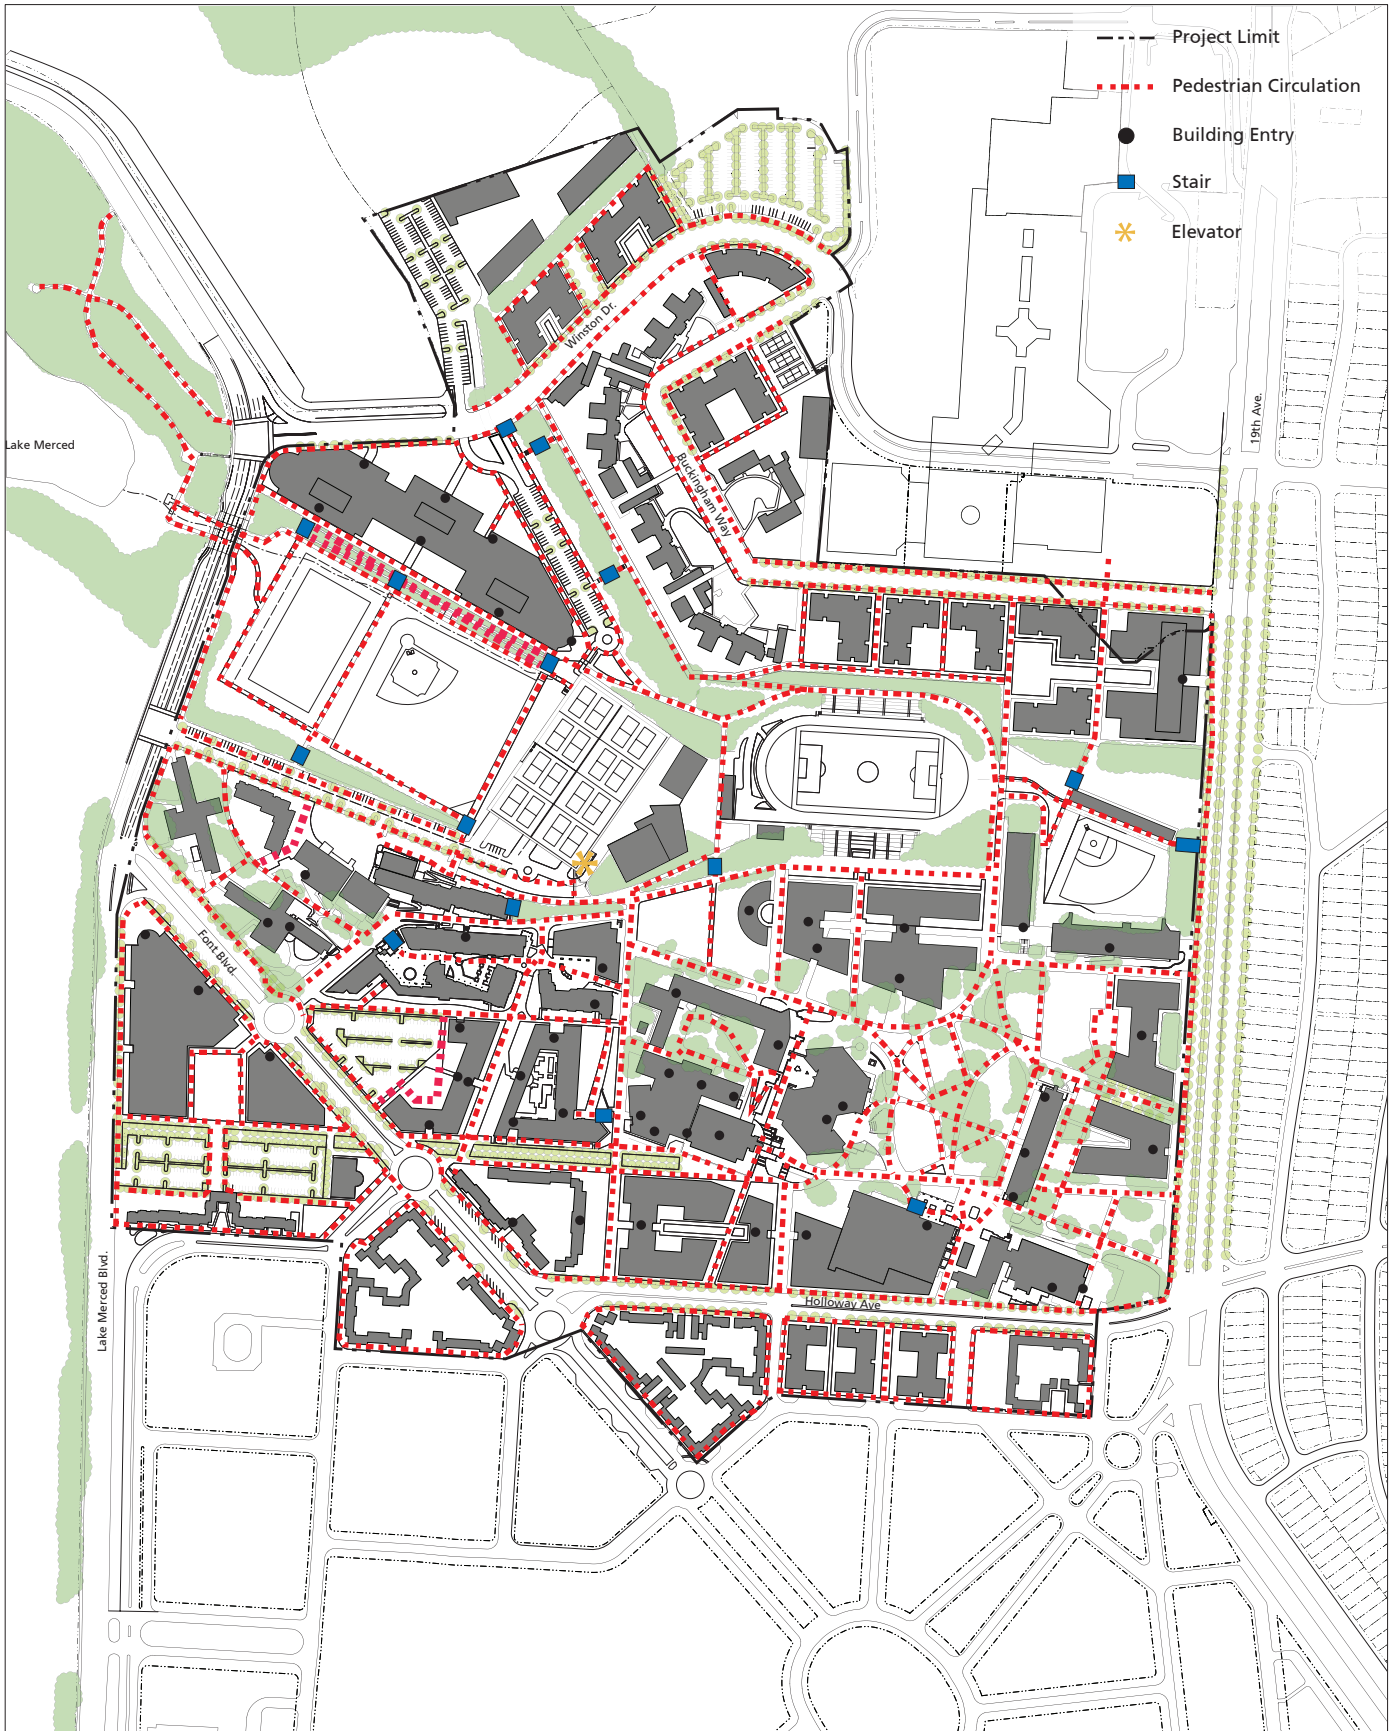 Project Limit
Pedestrian Circulation
Building Entry
Stair
Elevator
Winston Dr.
19th Ave.
Lake Merced
Buckingham Way
Font Blvd.
Lake Merced Blvd.
Holloway Ave